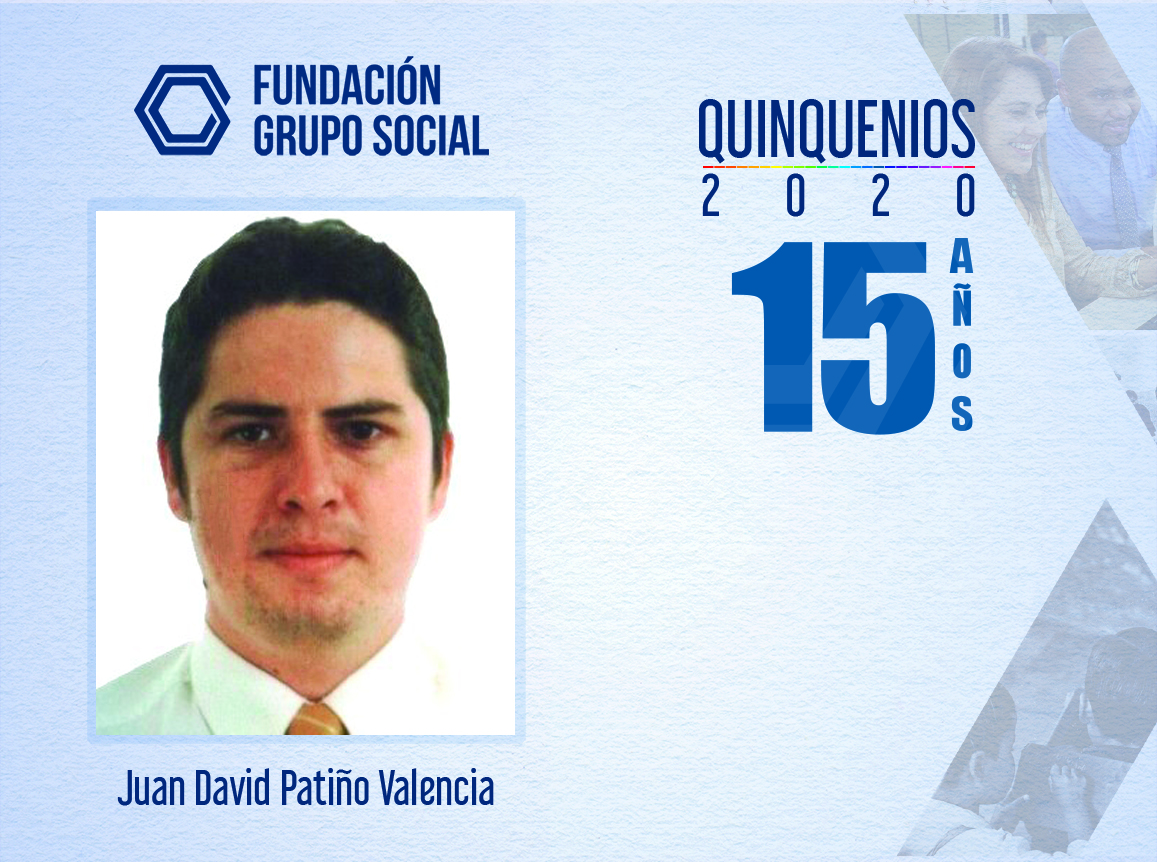 FUNDACIÓN
GRUPO SOCIAL
QUINQUENIOS
2020
15
AÑOS
Juan David Patiño Valencia